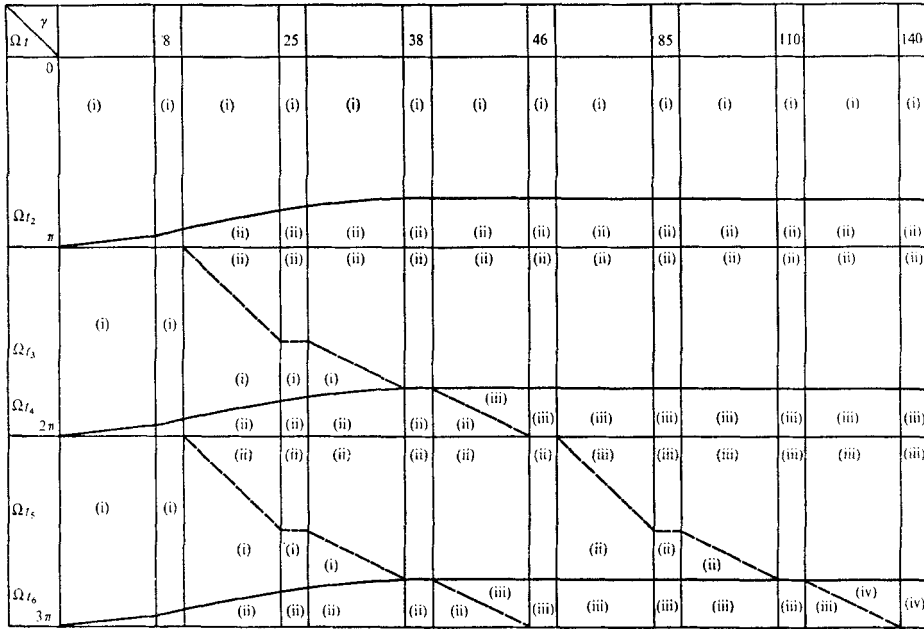 γ
Ωt 8 25 38 46 85 110 140
0
(i) (i) (i) (i) (i) (i) (i) (i) (i) (i) (i) (i) (i) (i)
Ωt₂
(ii) (ii) (ii) (ii) (ii) (ii) (ii) (ii) (ii) (ii) (ii) (ii)
π
(ii) (ii) (ii) (ii) (ii) (ii) (ii) (ii) (ii) (ii) (ii) (ii)
(i) (i)
Ωt₃
(i) (i) (i)
(iii)
Ωt₄
(ii) (ii) (ii) (ii) (ii) (iii) (iii) (iii) (iii) (iii) (iii) (iii)
2π
(ii) (ii) (ii) (ii) (ii) (ii) (iii) (iii) (iii) (iii) (iii) (iii)
Ωt₅
(i) (i)
(i) (i) (ii) (ii)
(i) (ii)
Ωt₆
(iii) (iv)
(ii) (ii) (ii) (ii) (ii) (iii) (iii) (iii) (iii) (iii) (iii) (iv)
3π